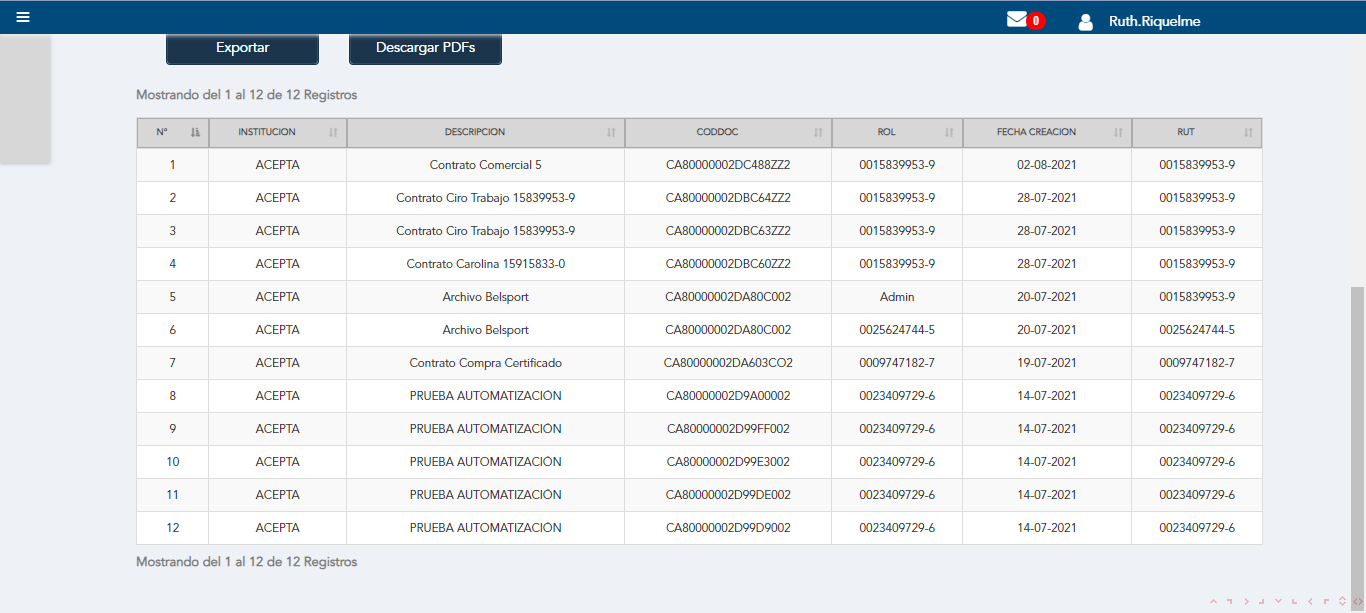 0 Ruth.Riquelme
Exportar Descargar PDFs
Mostrando del 1 al 12 de 12 Registros
N° INSTITUCION DESCRIPCION CODDOC ROL FECHA CREACION RUT
1 ACEPTA Contrato Comercial 5 CA80000002DC488ZZ2 0015839953-9 02-08-2021 0015839953-9
2 ACEPTA Contrato Ciro Trabajo 15839953-9 CA80000002DBC64ZZ2 0015839953-9 28-07-2021 0015839953-9
3 ACEPTA Contrato Ciro Trabajo 15839953-9 CA80000002DBC63ZZ2 0015839953-9 28-07-2021 0015839953-9
4 ACEPTA Contrato Carolina 15915833-0 CA80000002DBC60ZZ2 0015839953-9 28-07-2021 0015839953-9
5 ACEPTA Archivo Belsport CA80000002DA80C002 Admin 20-07-2021 0015839953-9
6 ACEPTA Archivo Belsport CA80000002DA80C002 0025624744-5 20-07-2021 0025624744-5
7 ACEPTA Contrato Compra Certificado CA80000002DA603CO2 0009747182-7 19-07-2021 0009747182-7
8 ACEPTA PRUEBA AUTOMATIZACIÓN CA80000002D9A00002 0023409729-6 14-07-2021 0023409729-6
9 ACEPTA PRUEBA AUTOMATIZACIÓN CA80000002D99FF002 0023409729-6 14-07-2021 0023409729-6
10 ACEPTA PRUEBA AUTOMATIZACIÓN CA80000002D99E3002 0023409729-6 14-07-2021 0023409729-6
11 ACEPTA PRUEBA AUTOMATIZACIÓN CA80000002D99DE002 0023409729-6 14-07-2021 0023409729-6
12 ACEPTA PRUEBA AUTOMATIZACIÓN CA80000002D99D9002 0023409729-6 14-07-2021 0023409729-6
Mostrando del 1 al 12 de 12 Registros